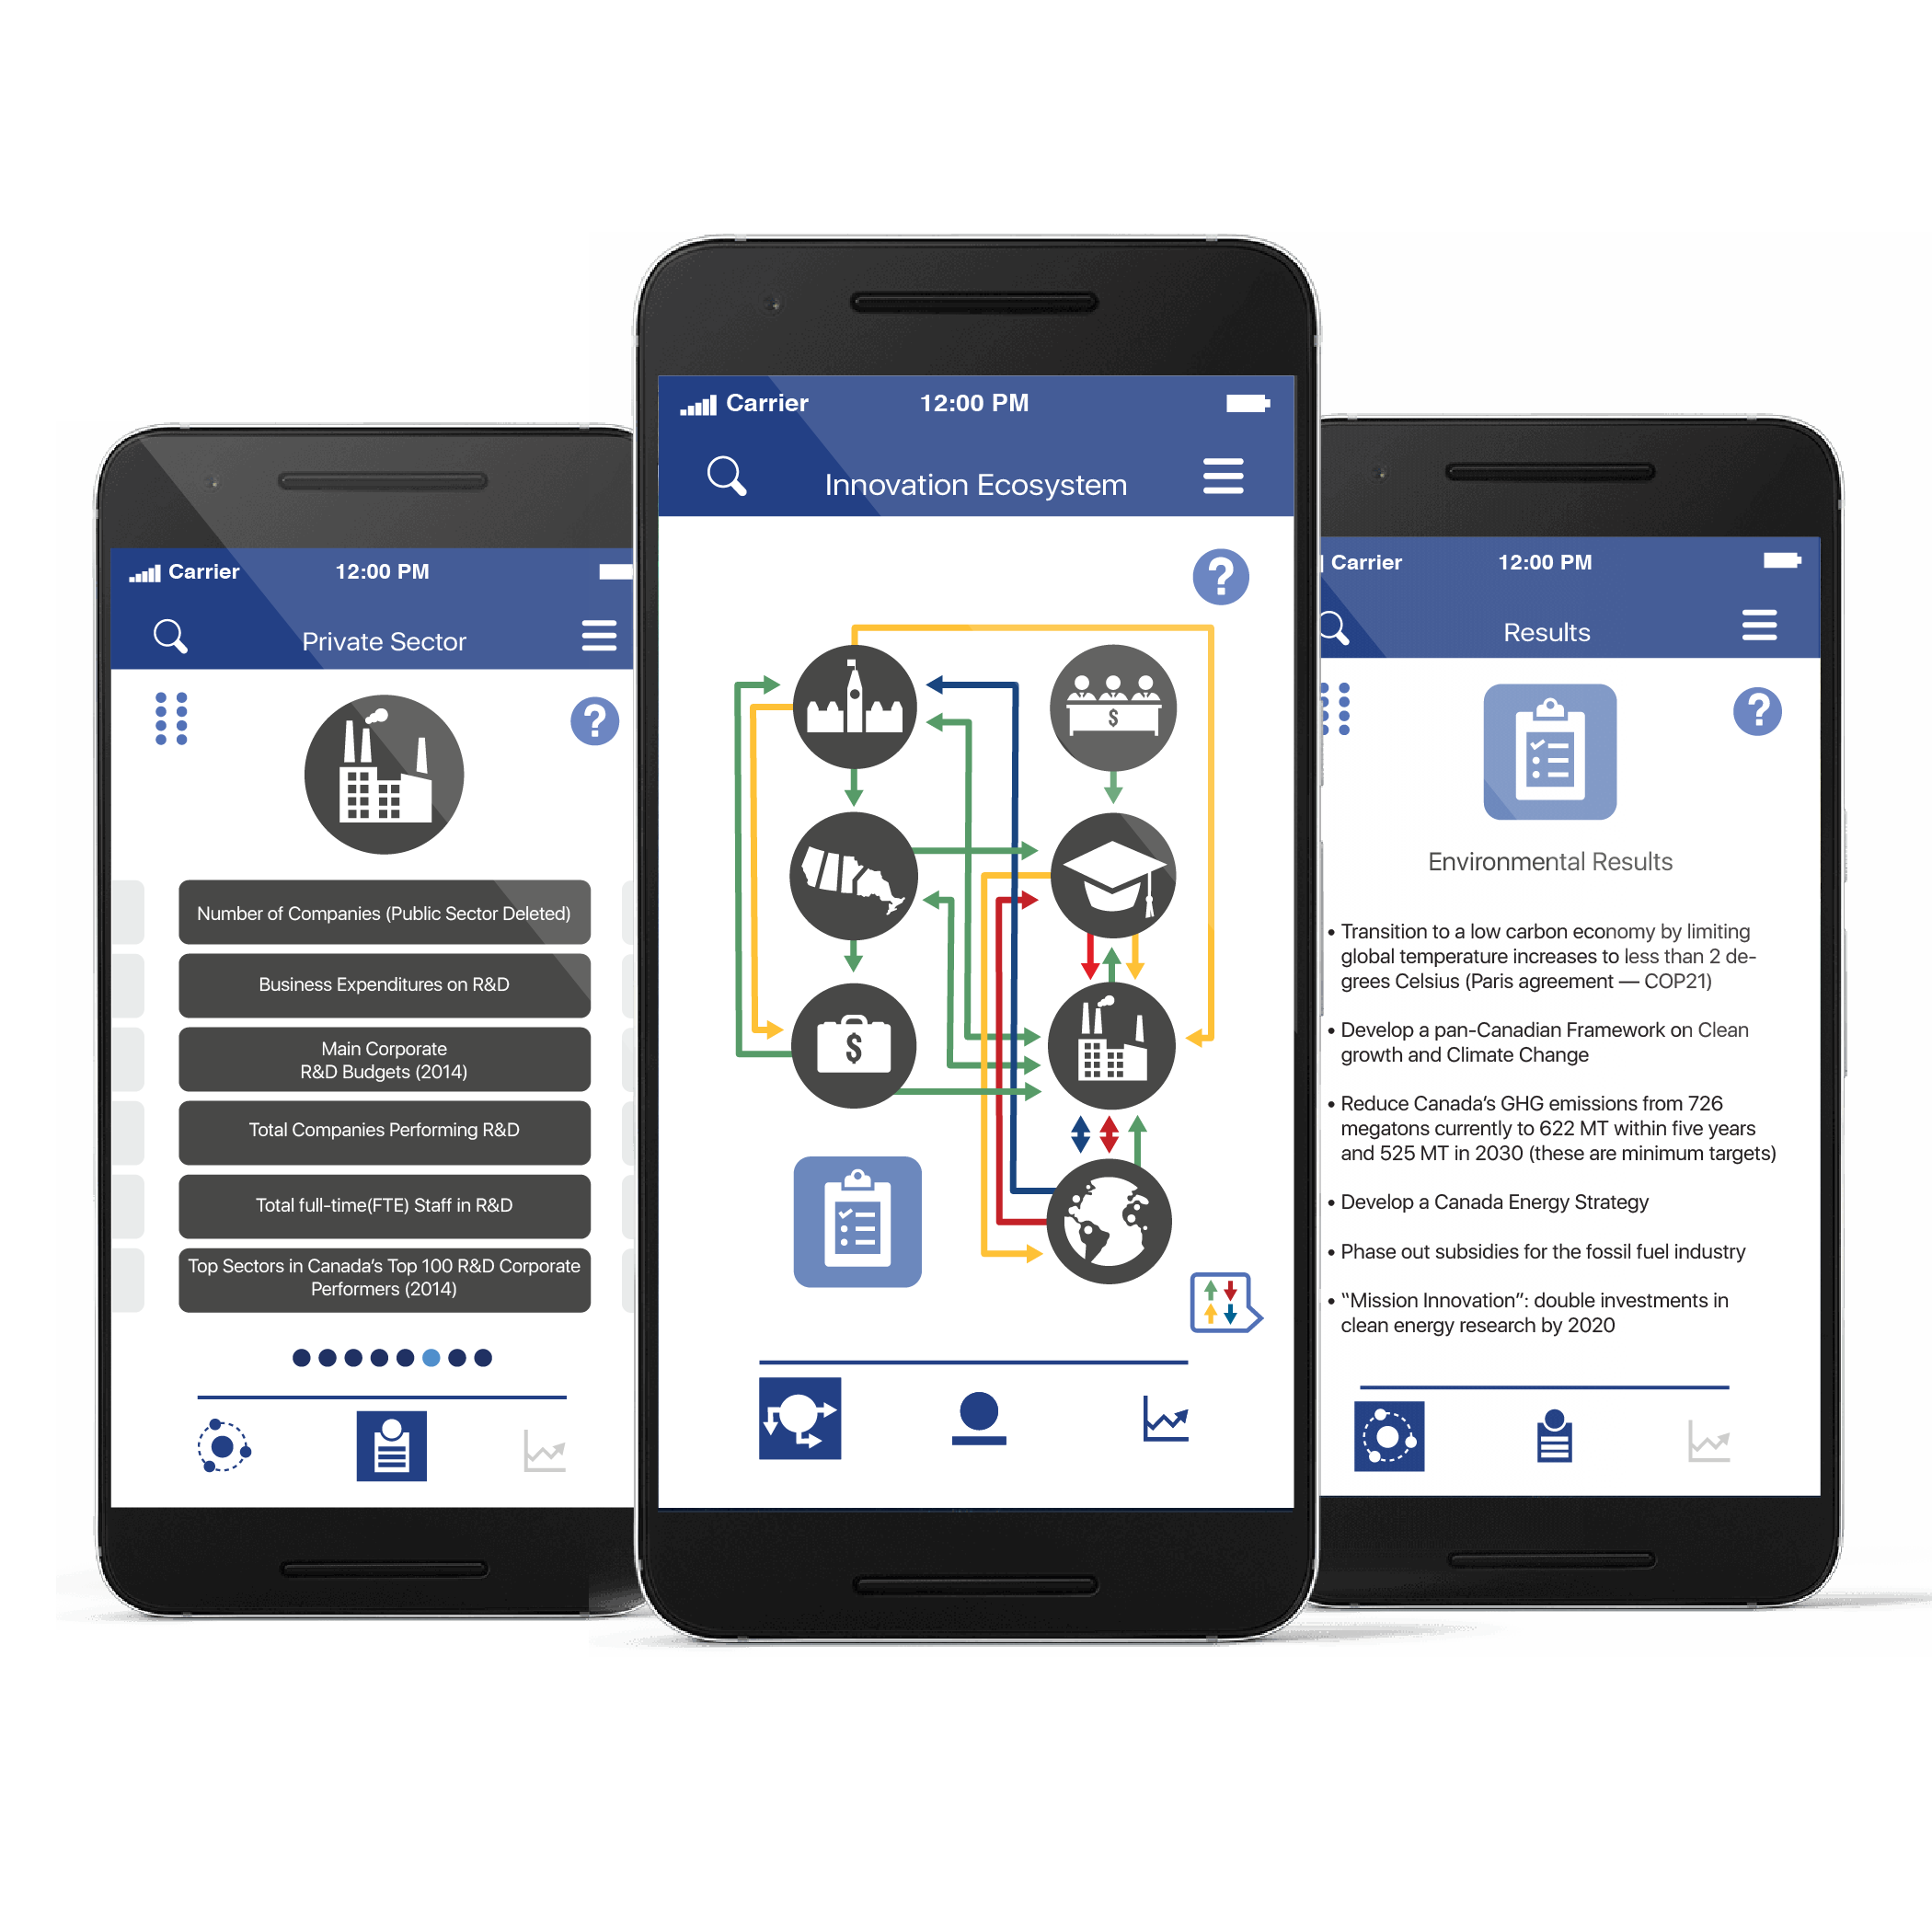 Carrier 12:00 PM
Private Sector
?
Number of Companies (Public Sector Deleted)
Business Expenditures on R&D
Main Corporate
R&D Budgets (2014)
Total Companies Performing R&D
Total full-time(FTE) Staff in R&D
Top Sectors in Canada's Top 100 R&D Corporate
Performers (2014)
Carrier 12:00 PM
Innovation Ecosystem
?
$
$
Carrier 12:00 PM
Results
?
Environmental Results
• Transition to a low carbon economy by limiting
global temperature increases to less than 2 de-
grees Celsius (Paris agreement — COP21)
• Develop a pan-Canadian Framework on Clean
growth and Climate Change
• Reduce Canada's GHG emissions from 726
megatons currently to 622 MT within five years
and 525 MT in 2030 (these are minimum targets)
• Develop a Canada Energy Strategy
• Phase out subsidies for the fossil fuel industry
• “Mission Innovation”: double investments in
clean energy research by 2020